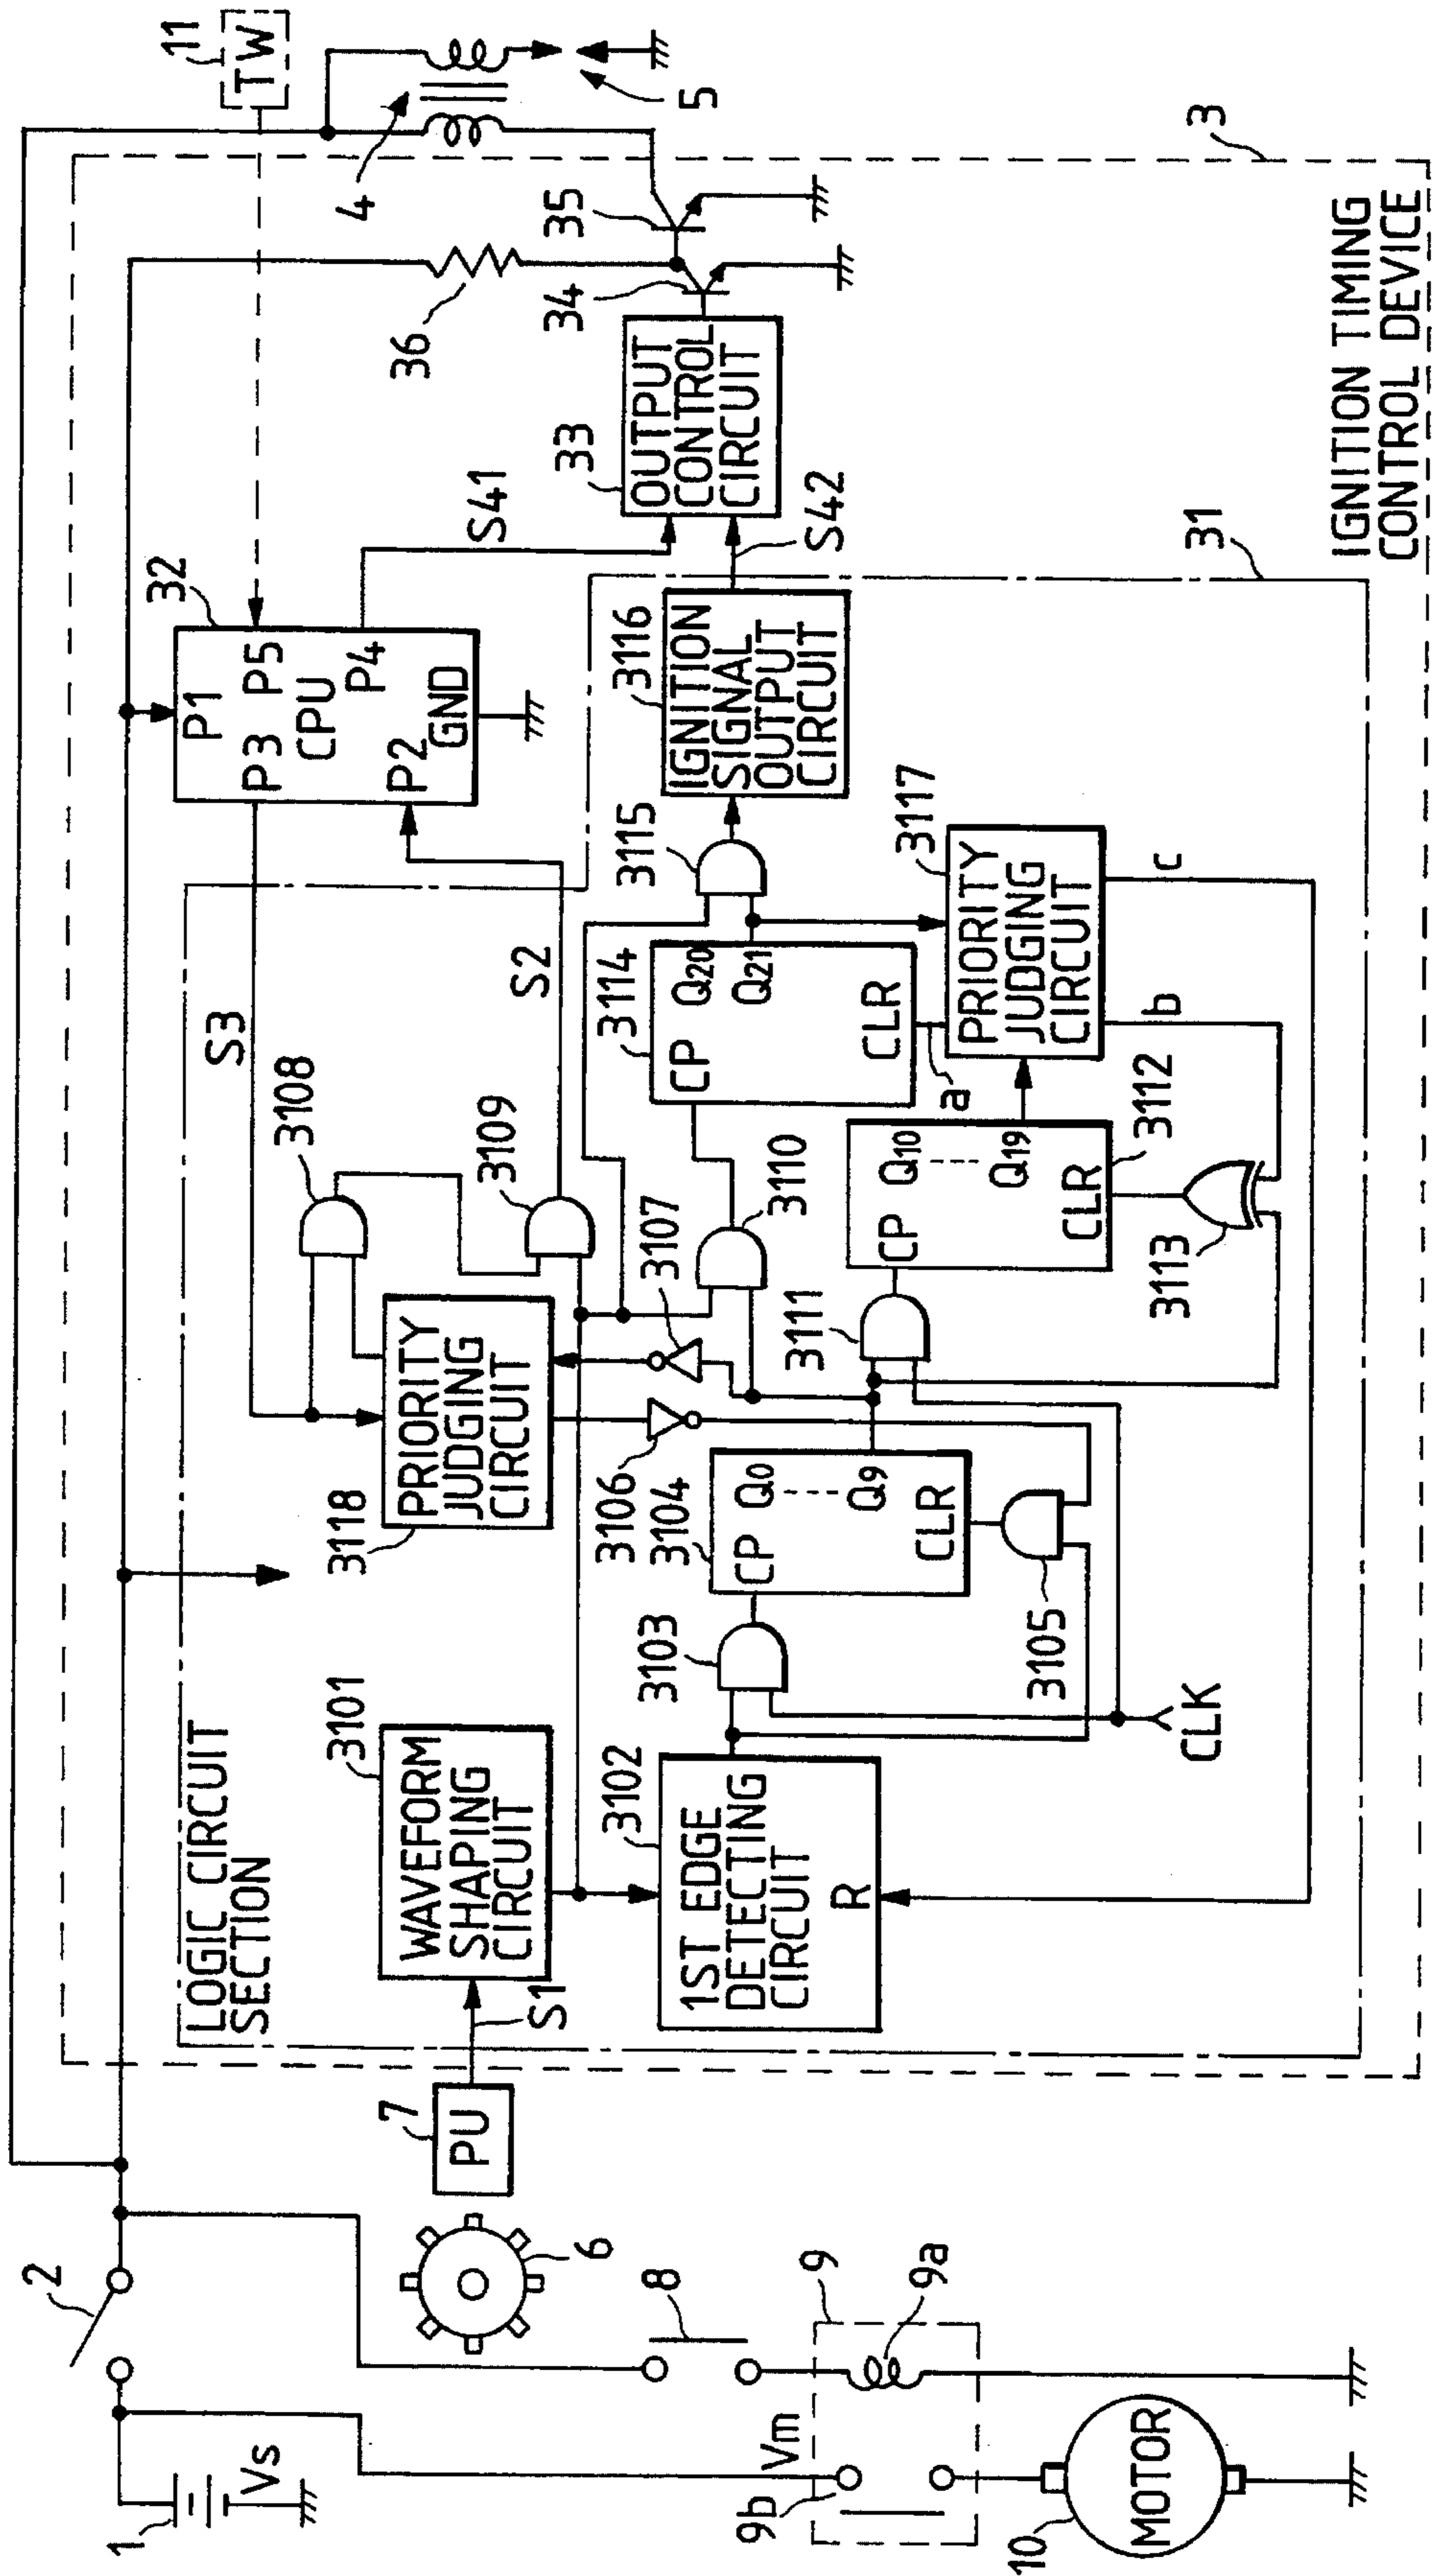 1
Vs
2
10
MOTOR
9b
Vm
9
9a
8
6
7
PU
S1
LOGIC CIRCUIT
SECTION
3101
WAVEFORM
SHAPING
CIRCUIT
3102
1ST EDGE
DETECTING
CIRCUIT
R
CLK
3103
3105
3104
CP
Q0
Q9
CLR
3106
3118
PRIORITY
JUDGING
CIRCUIT
3107
3108
3109
S3
S2
3110
3111
CP
Q10
Q19
CLR
3112
3113
3114
CP
Q20
Q21
CLR
a
b
c
3117
PRIORITY
JUDGING
CIRCUIT
3115
3116
IGNITION
SIGNAL
OUTPUT
CIRCUIT
32
P1
P3
P5
CPU
P4
P2
GND
S41
S42
33
OUTPUT
CONTROL
CIRCUIT
31
36
34
35
4
5
11
TW
3
IGNITION TIMING
CONTROL DEVICE